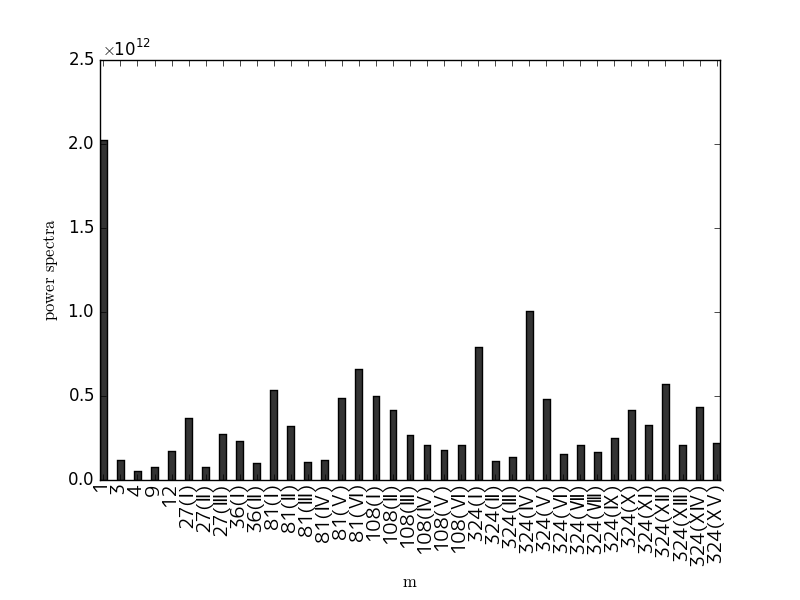 ×10¹²
2.5
2.0
1.5
1.0
0.5
0.0
power spectra
1
3
4
9
12
27(I)
27(II)
27(III)
36(I)
36(II)
81(I)
81(II)
81(III)
81(IV)
81(V)
81(VI)
108(I)
108(II)
108(III)
108(IV)
108(V)
108(VI)
324(I)
324(II)
324(III)
324(IV)
324(V)
324(VI)
324(VII)
324(VIII)
324(IX)
324(X)
324(XI)
324(XII)
324(XIII)
324(XIV)
324(XV)
m